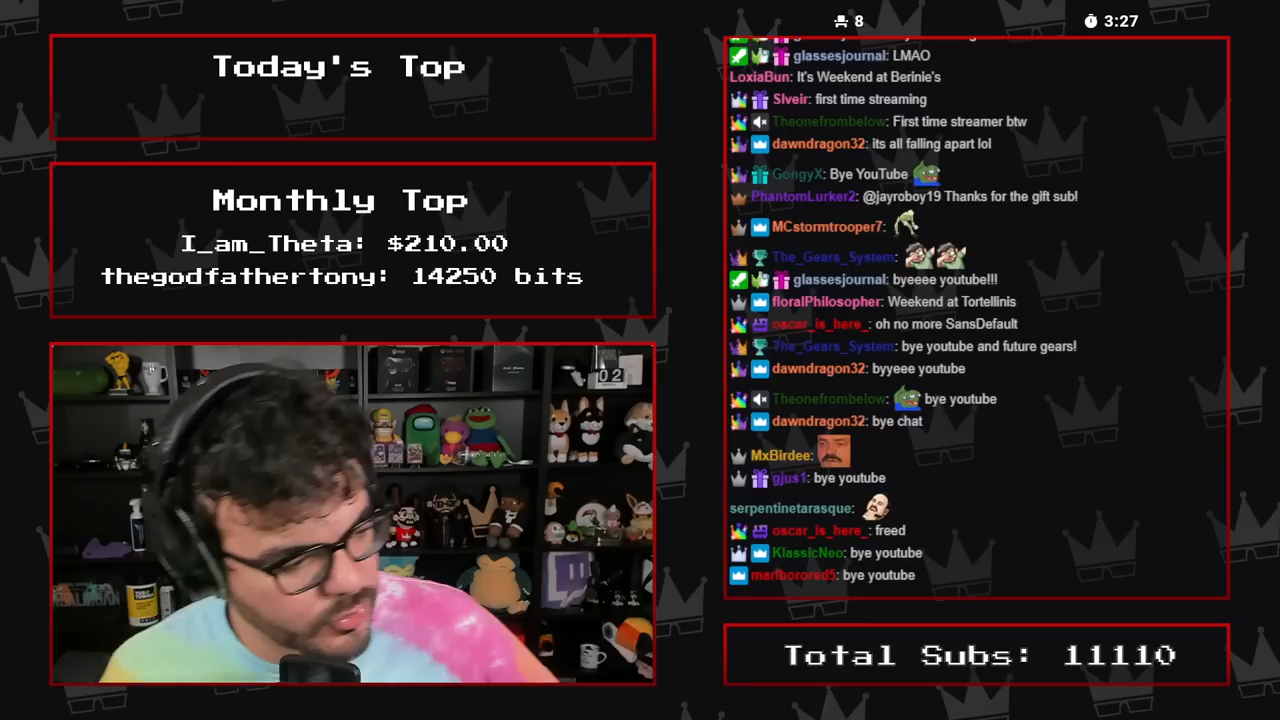 8
3:27
Today's Top
Monthly Top
I_am_Theta: $210.00
thegodfathertony: 14250 bits
02
glassesjournal: LMAO
LoxiaBun: It's Weekend at Berinie's
Slveir: first time streaming
Theonefrombelow: First time streamer btw
dawndragon32: its all falling apart lol
GongyX: Bye YouTube
PhantomLurker2: @jayroboy19 Thanks for the gift sub!
MCstormtrooper7:
The_Gears_System:
glassesjournal: byeeee youtube!!!
floralPhilosopher: Weekend at Tortellinis
oscar_is_here_: oh no more SansDefault
The_Gears_System: bye youtube and future gears!
dawndragon32: byyeee youtube
Theonefrombelow: bye youtube
dawndragon32: bye chat
MxBirdee:
gjus1: bye youtube
serpentinetarasque:
oscar_is_here_: freed
KlassicNeo: bye youtube
marlborored5: bye youtube
Total Subs: 11110